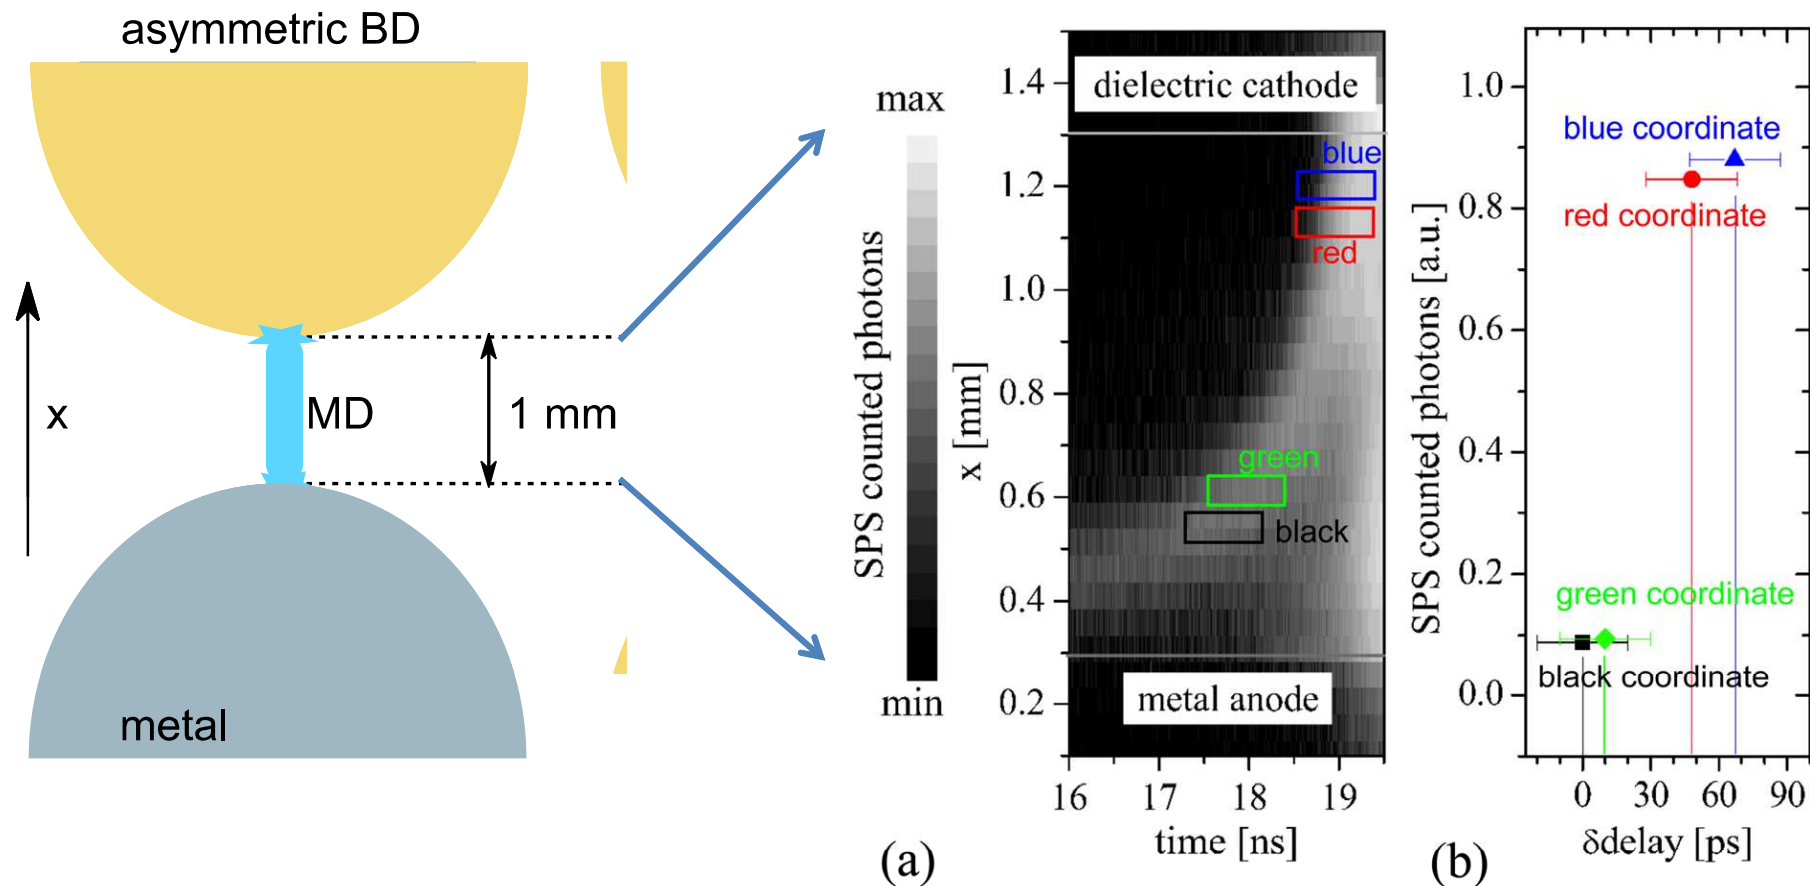 asymmetric BD
x
MD
1 mm
metal
max
SPS counted photons
min
x [mm]
1.4
1.2
1.0
0.8
0.6
0.4
0.2
dielectric cathode
blue
red
green
black
metal anode
16 17 18 19
time [ns]
(a)
SPS counted photons [a.u.]
1.0
0.8
0.6
0.4
0.2
0.0
blue coordinate
red coordinate
green coordinate
black coordinate
0 30 60 90
δdelay [ps]
(b)